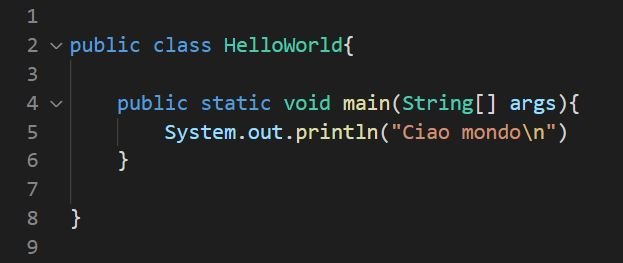 1
2 public class HelloWorld{
3
4     public static void main(String[] args){
5         System.out.println("Ciao mondo\n")
6     }
7
8 }
9